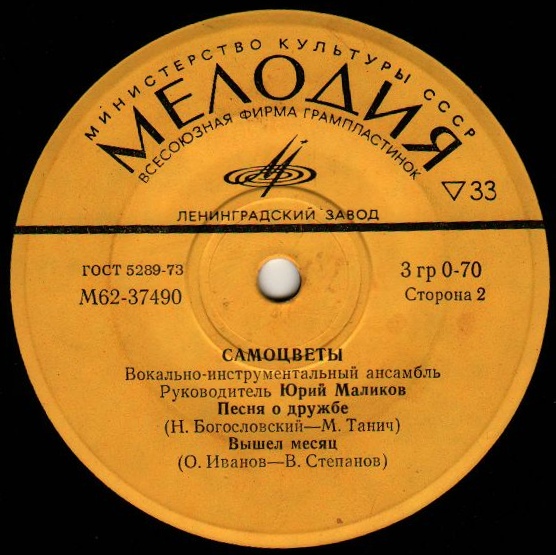 МИНИСТЕРСТВО КУЛЬТУРЫ СССР
МЕЛОДИЯ
ВСЕСОЮЗНАЯ ФИРМА ГРАМПЛАСТИНОК
▽ 33
ЛЕНИНГРАДСКИЙ ЗАВОД
ГОСТ 5289-73
3 гр 0-70
М62-37490
Сторона 2
САМОЦВЕТЫ
Вокально-инструментальный ансамбль
Руководитель Юрий Маликов
Песня о дружбе
(Н. Богословский—М. Танич)
Вышел месяц
(О. Иванов—В. Степанов)